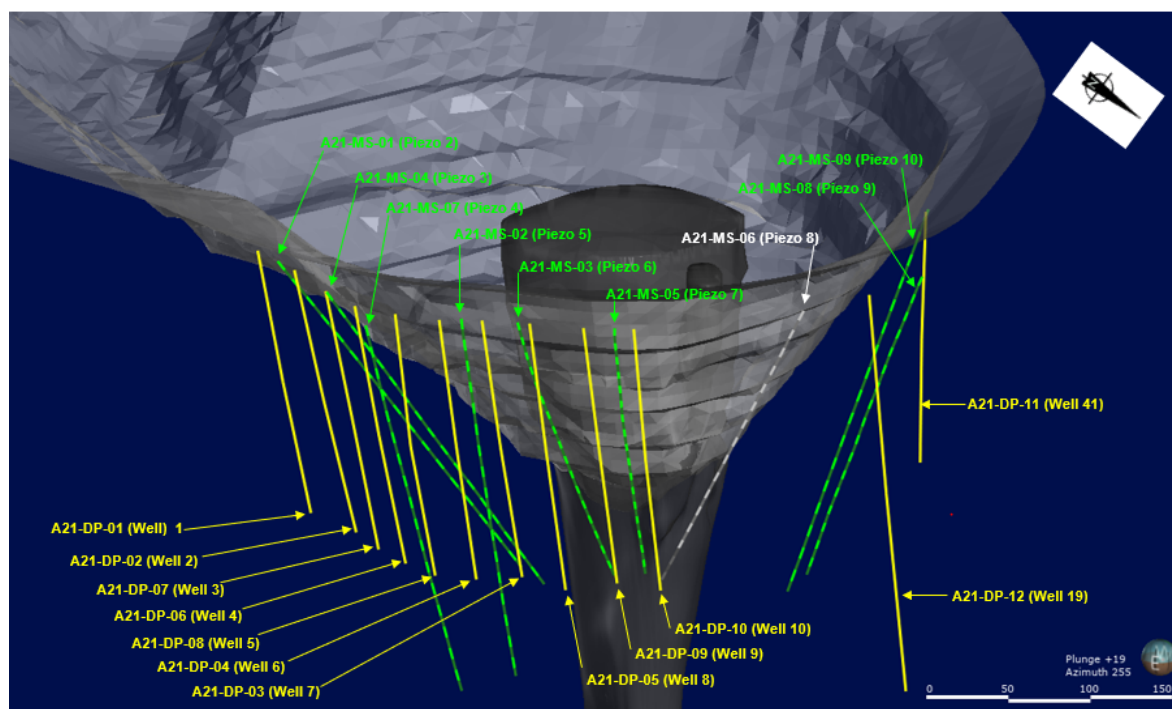 A21-MS-01 (Piezo 2)
A21-MS-04 (Piezo 3)
A21-MS-07 (Piezo 4)
A21-MS-02 (Piezo 5)
A21-MS-03 (Piezo 6)
A21-MS-05 (Piezo 7)
A21-MS-06 (Piezo 8)
A21-MS-09 (Piezo 10)
A21-MS-08 (Piezo 9)
A21-DP-11 (Well 41)
A21-DP-12 (Well 19)
A21-DP-01 (Well) 1
A21-DP-02 (Well 2)
A21-DP-07 (Well 3)
A21-DP-06 (Well 4)
A21-DP-08 (Well 5)
A21-DP-04 (Well 6)
A21-DP-03 (Well 7)
A21-DP-10 (Well 10)
A21-DP-09 (Well 9)
A21-DP-05 (Well 8)
Plunge +19
Azimuth 255
0 50 100 150